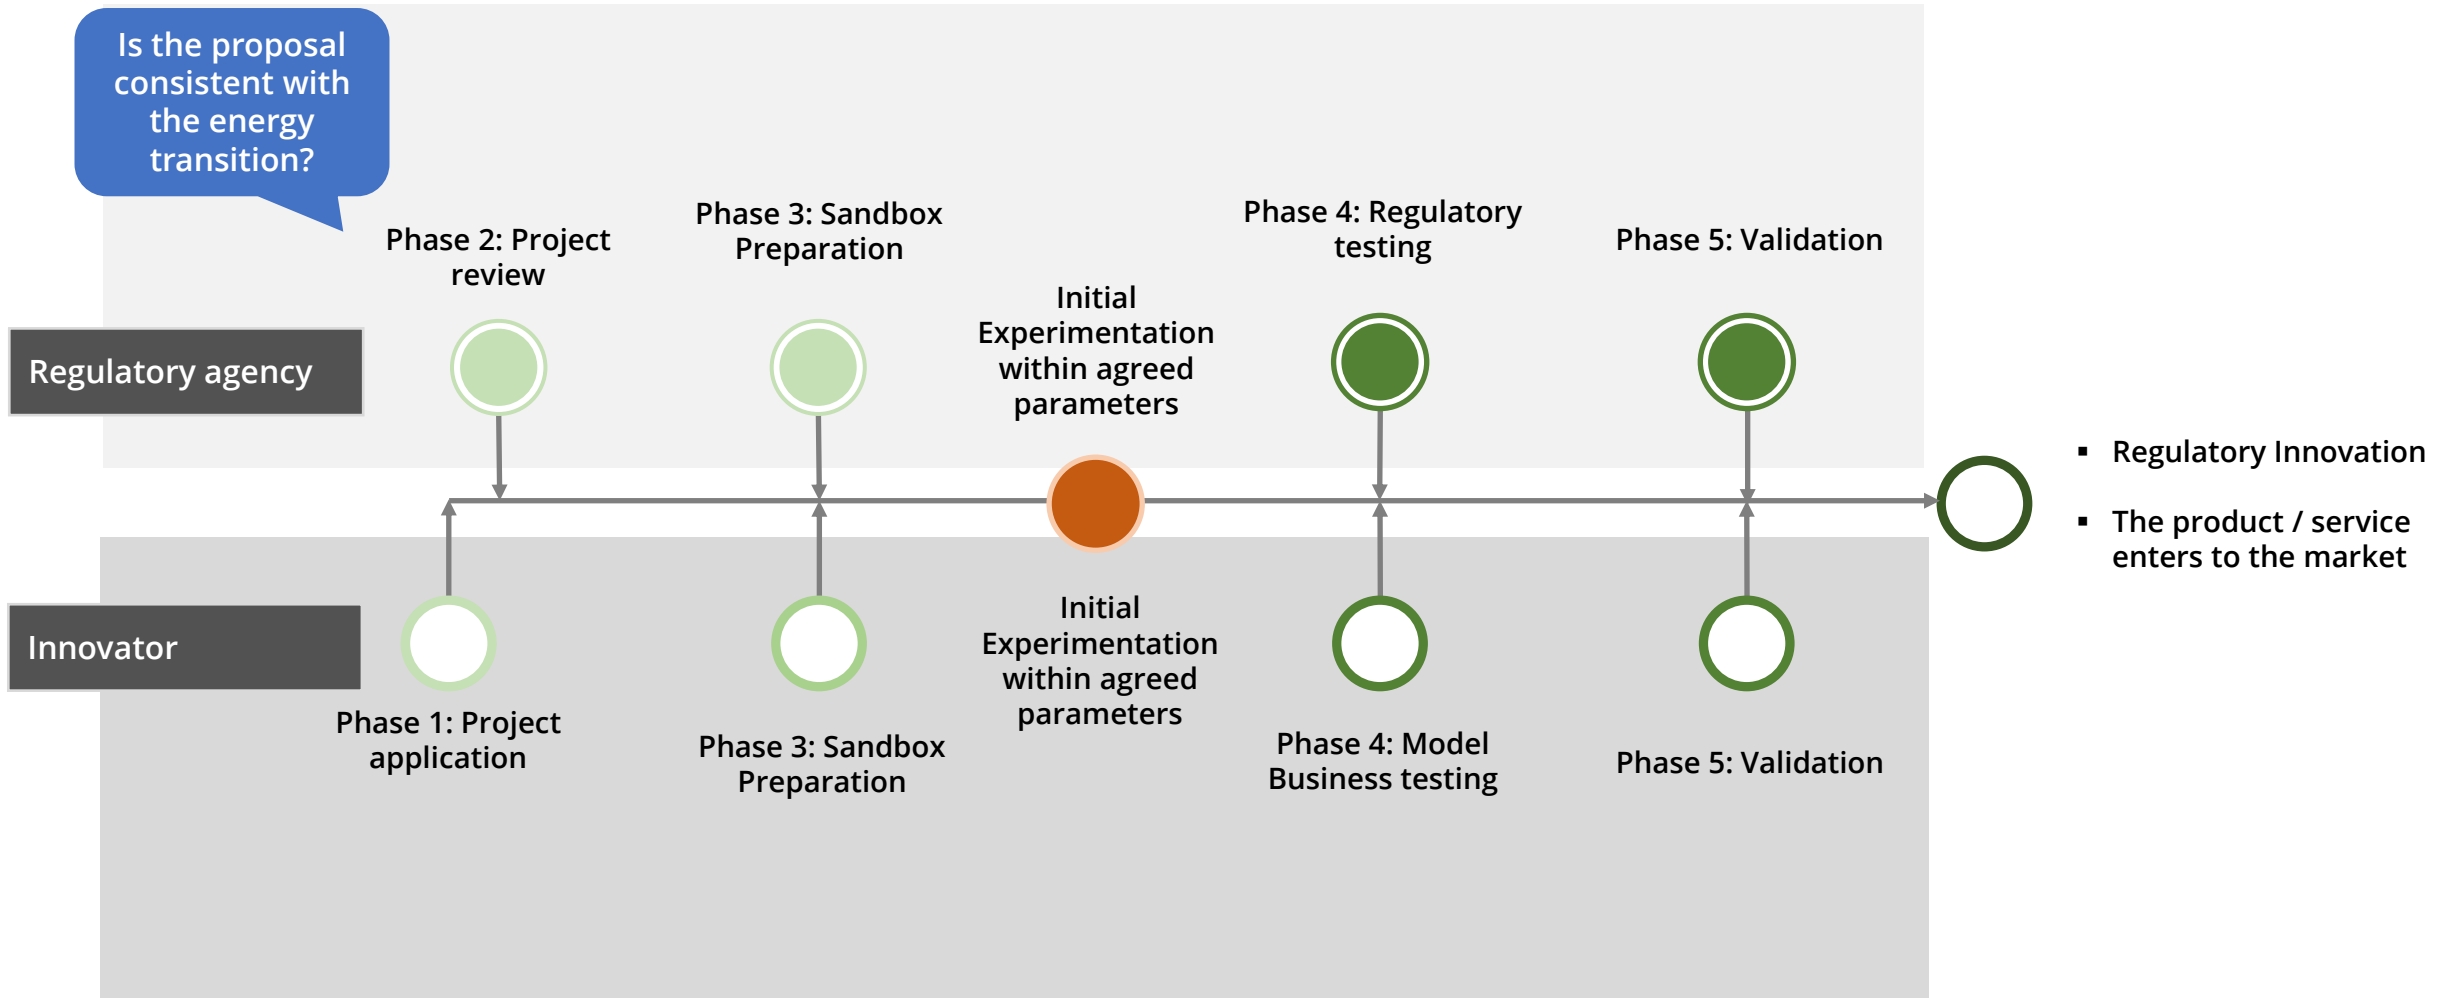 Is the proposal
consistent with
the energy
transition?
Phase 2: Project
review
Phase 3: Sandbox
Preparation
Initial
Experimentation
within agreed
parameters
Phase 4: Regulatory
testing
Phase 5: Validation
Regulatory agency
▪ Regulatory Innovation
▪ The product / service
enters to the market
Innovator
Phase 1: Project
application
Phase 3: Sandbox
Preparation
Initial
Experimentation
within agreed
parameters
Phase 4: Model
Business testing
Phase 5: Validation